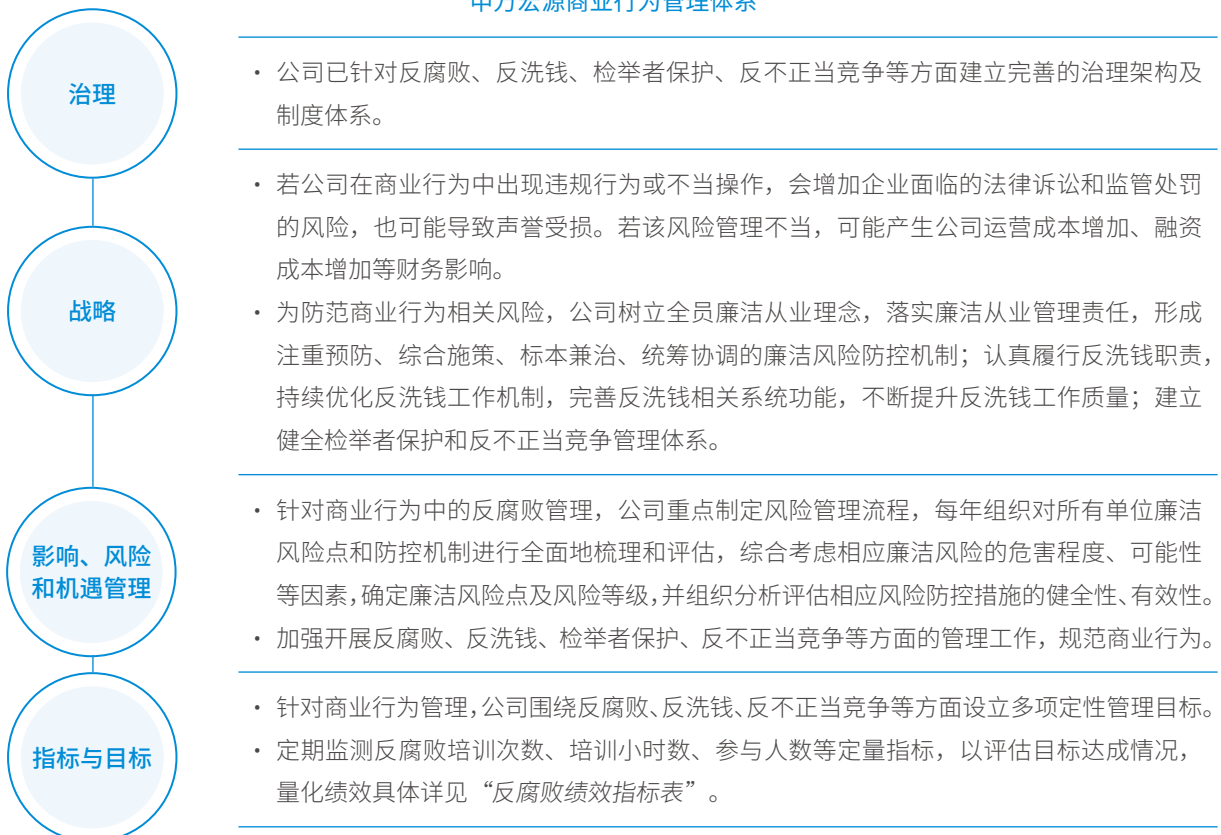 申万宏源商业行为管理体系
治理
· 公司已针对反腐败、反洗钱、检举者保护、反不正当竞争等方面建立完善的治理架构及
制度体系。
战略
· 若公司在商业行为中出现违规行为或不当操作，会增加企业面临的法律诉讼和监管处罚
的风险，也可能导致声誉受损。若该风险管理不当，可能产生公司运营成本增加、融资
成本增加等财务影响。
· 为防范商业行为相关风险，公司树立全员廉洁从业理念，落实廉洁从业管理责任，形成
注重预防、综合施策、标本兼治、统筹协调的廉洁风险防控机制；认真履行反洗钱职责，
持续优化反洗钱工作机制，完善反洗钱相关系统功能，不断提升反洗钱工作质量；建立
健全检举者保护和反不正当竞争管理体系。
影响、风险
和机遇管理
· 针对商业行为中的反腐败管理，公司重点制定风险管理流程，每年组织对所有单位廉洁
风险点和防控机制进行全面地梳理和评估，综合考虑相应廉洁风险的危害程度、可能性
等因素，确定廉洁风险点及风险等级，并组织分析评估相应风险防控措施的健全性、有效性。
· 加强开展反腐败、反洗钱、检举者保护、反不正当竞争等方面的管理工作，规范商业行为。
指标与目标
· 针对商业行为管理，公司围绕反腐败、反洗钱、反不正当竞争等方面设立多项定性管理目标。
· 定期监测反腐败培训次数、培训小时数、参与人数等定量指标，以评估目标达成情况，
量化绩效具体详见“反腐败绩效指标表”。